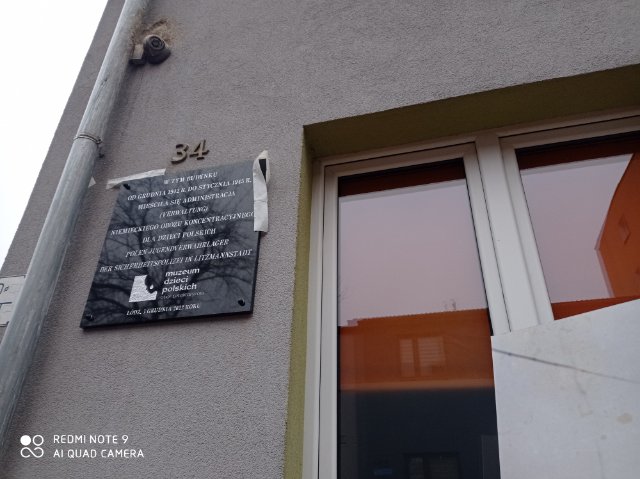 34
W TYM BUDYNKU
OD GRUDNIA 1942 R. DO STYCZNIA 1945 R.
MIEŚCIŁA SIĘ ADMINISTRACJA
(VERWALTUNG)
NIEMIECKIEGO OBOZU KONCENTRACYJNEGO
DLA DZIECI POLSKICH
POLEN-JUGENDVERWAHRLAGER
DER SICHERHEITSPOLIZEI IN LITZMANNSTADT
muzeum
dzieci
polskich
ŁÓDŹ, 1 GRUDNIA 2022 ROKU
REDMI NOTE 9
AI QUAD CAMERA